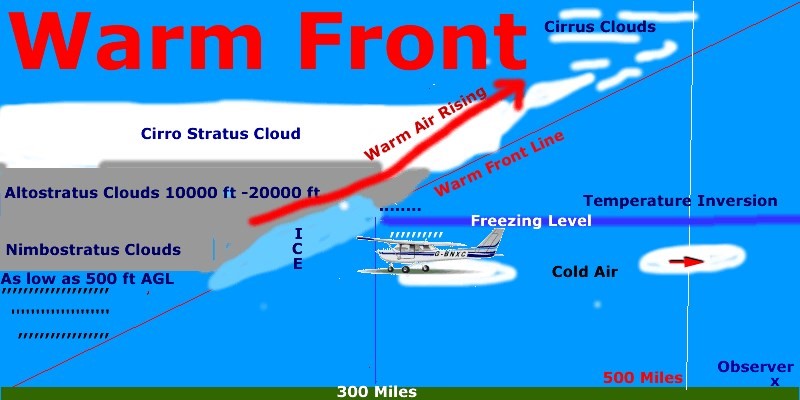 Warm Front
Cirrus Clouds
Warm Air Rising
Cirro Stratus Cloud
Warm Front Line
Altostratus Clouds 10000 ft -20000 ft
Temperature Inversion
Freezing Level
Nimbostratus Clouds
I
C
E
G-BNXC
Cold Air
As low as 500 ft AGL
Observer
x
500 Miles
300 Miles